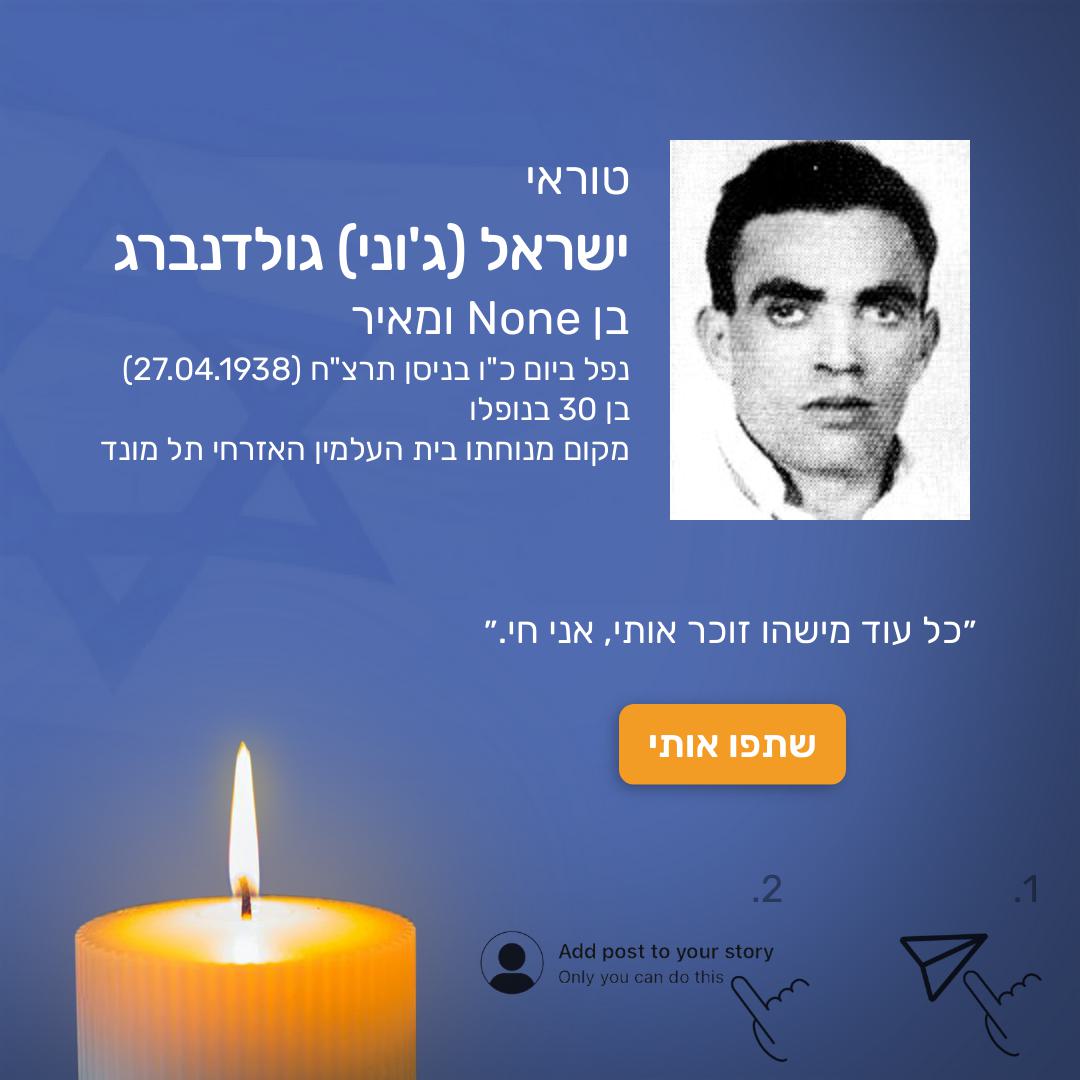 טוראי
ישראל (ג'וני) גולדנברג
בן None ומאיר
נפל ביום כ"ו בניסן תרצ"ח (27.04.1938)
בן 30 בנופלו
מקום מנוחתו בית העלמין האזרחי תל מונד
״כל עוד מישהו זוכר אותי, אני חי.״
שתפו אותי
1.
2.
Add post to your story
Only you can do this